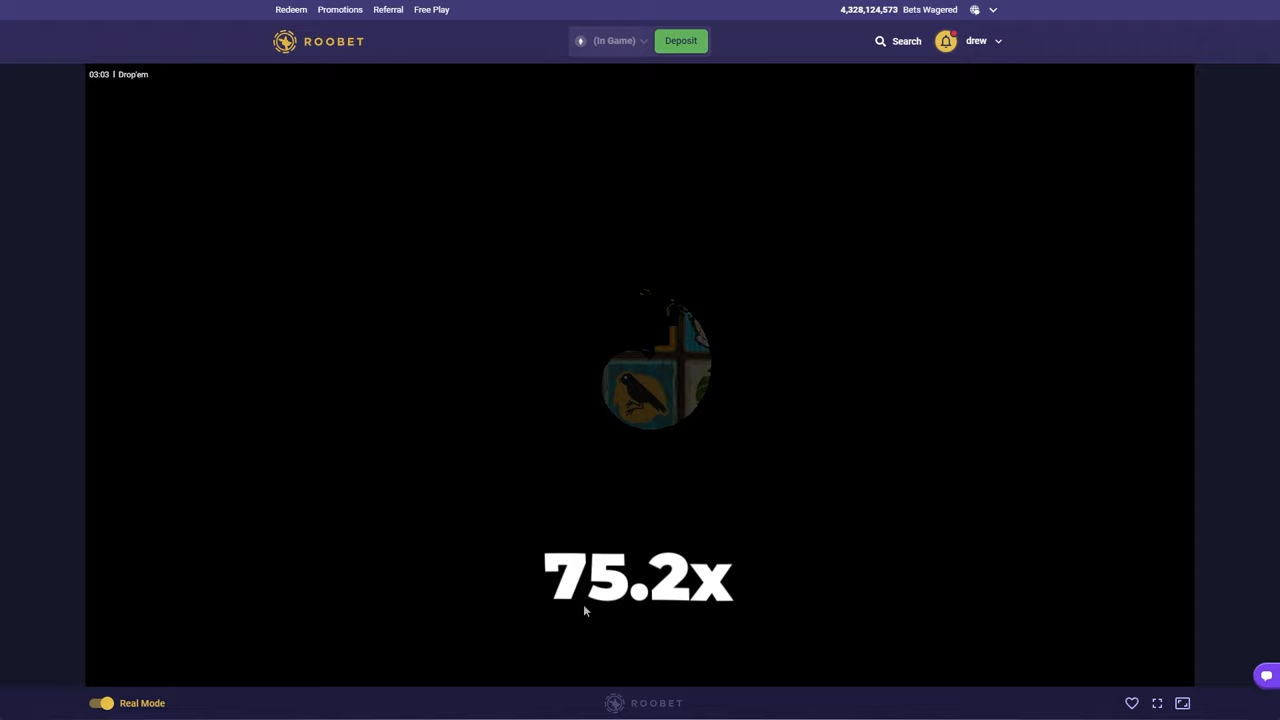 Redeem Promotions Referral Free Play 4,328,124,573 Bets Wagered
ROOBET (In Game) Deposit Search drew
03:03 | Drop'em
75.2x
Real Mode ROOBET